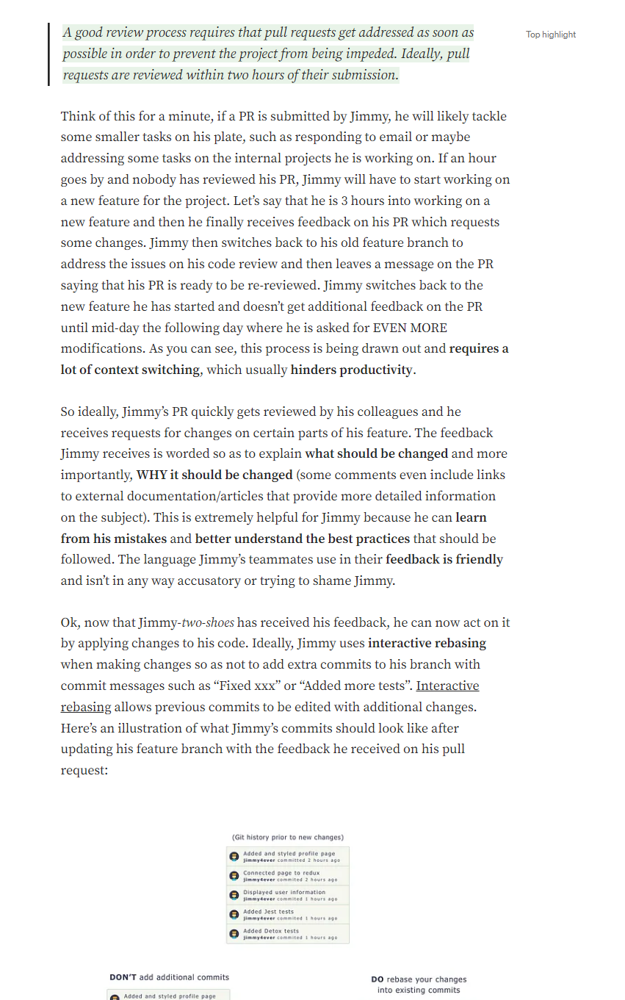 A good review process requires that pull requests get addressed as soon as
possible in order to prevent the project from being impeded. Ideally, pull
requests are reviewed within two hours of their submission.
Top highlight
Think of this for a minute, if a PR is submitted by Jimmy, he will likely tackle
some smaller tasks on his plate, such as responding to email or maybe
addressing some tasks on the internal projects he is working on. If an hour
goes by and nobody has reviewed his PR, Jimmy will have to start working on
a new feature for the project. Let’s say that he is 3 hours into working on a
new feature and then he finally receives feedback on his PR which requests
some changes. Jimmy then switches back to his old feature branch to
address the issues on his code review and then leaves a message on the PR
saying that his PR is ready to be re-reviewed. Jimmy switches back to the
new feature he has started and doesn’t get additional feedback on the PR
until mid-day the following day where he is asked for EVEN MORE
modifications. As you can see, this process is being drawn out and requires a
lot of context switching, which usually hinders productivity.
So ideally, Jimmy’s PR quickly gets reviewed by his colleagues and he
receives requests for changes on certain parts of his feature. The feedback
Jimmy receives is worded so as to explain what should be changed and more
importantly, WHY it should be changed (some comments even include links
to external documentation/articles that provide more detailed information
on the subject). This is extremely helpful for Jimmy because he can learn
from his mistakes and better understand the best practices that should be
followed. The language Jimmy’s teammates use in their feedback is friendly
and isn’t in any way accusatory or trying to shame Jimmy.
Ok, now that Jimmy-two-shoes has received his feedback, he can now act on it
by applying changes to his code. Ideally, Jimmy uses interactive rebasing
when making changes so as not to add extra commits to his branch with
commit messages such as “Fixed xxx” or “Added more tests”. Interactive
rebasing allows previous commits to be edited with additional changes.
Here’s an illustration of what Jimmy’s commits should look like after
updating his feature branch with the feedback he received on his pull
request:
(Git history prior to new changes)
Added and styled profile page
jimmy4ever committed 2 hours ago
Connected page to redux
jimmy4ever commited 2 hours ago
Displayed user information
jimmy4ever commited 1 hours ago
Added Jest tests
jimmy4ever commited 1 hours ago
Added Detox tests
jimmy4ever commited 1 hours ago
DON’T add additional commits
DO rebase your changes
into existing commits
Added and styled profile page